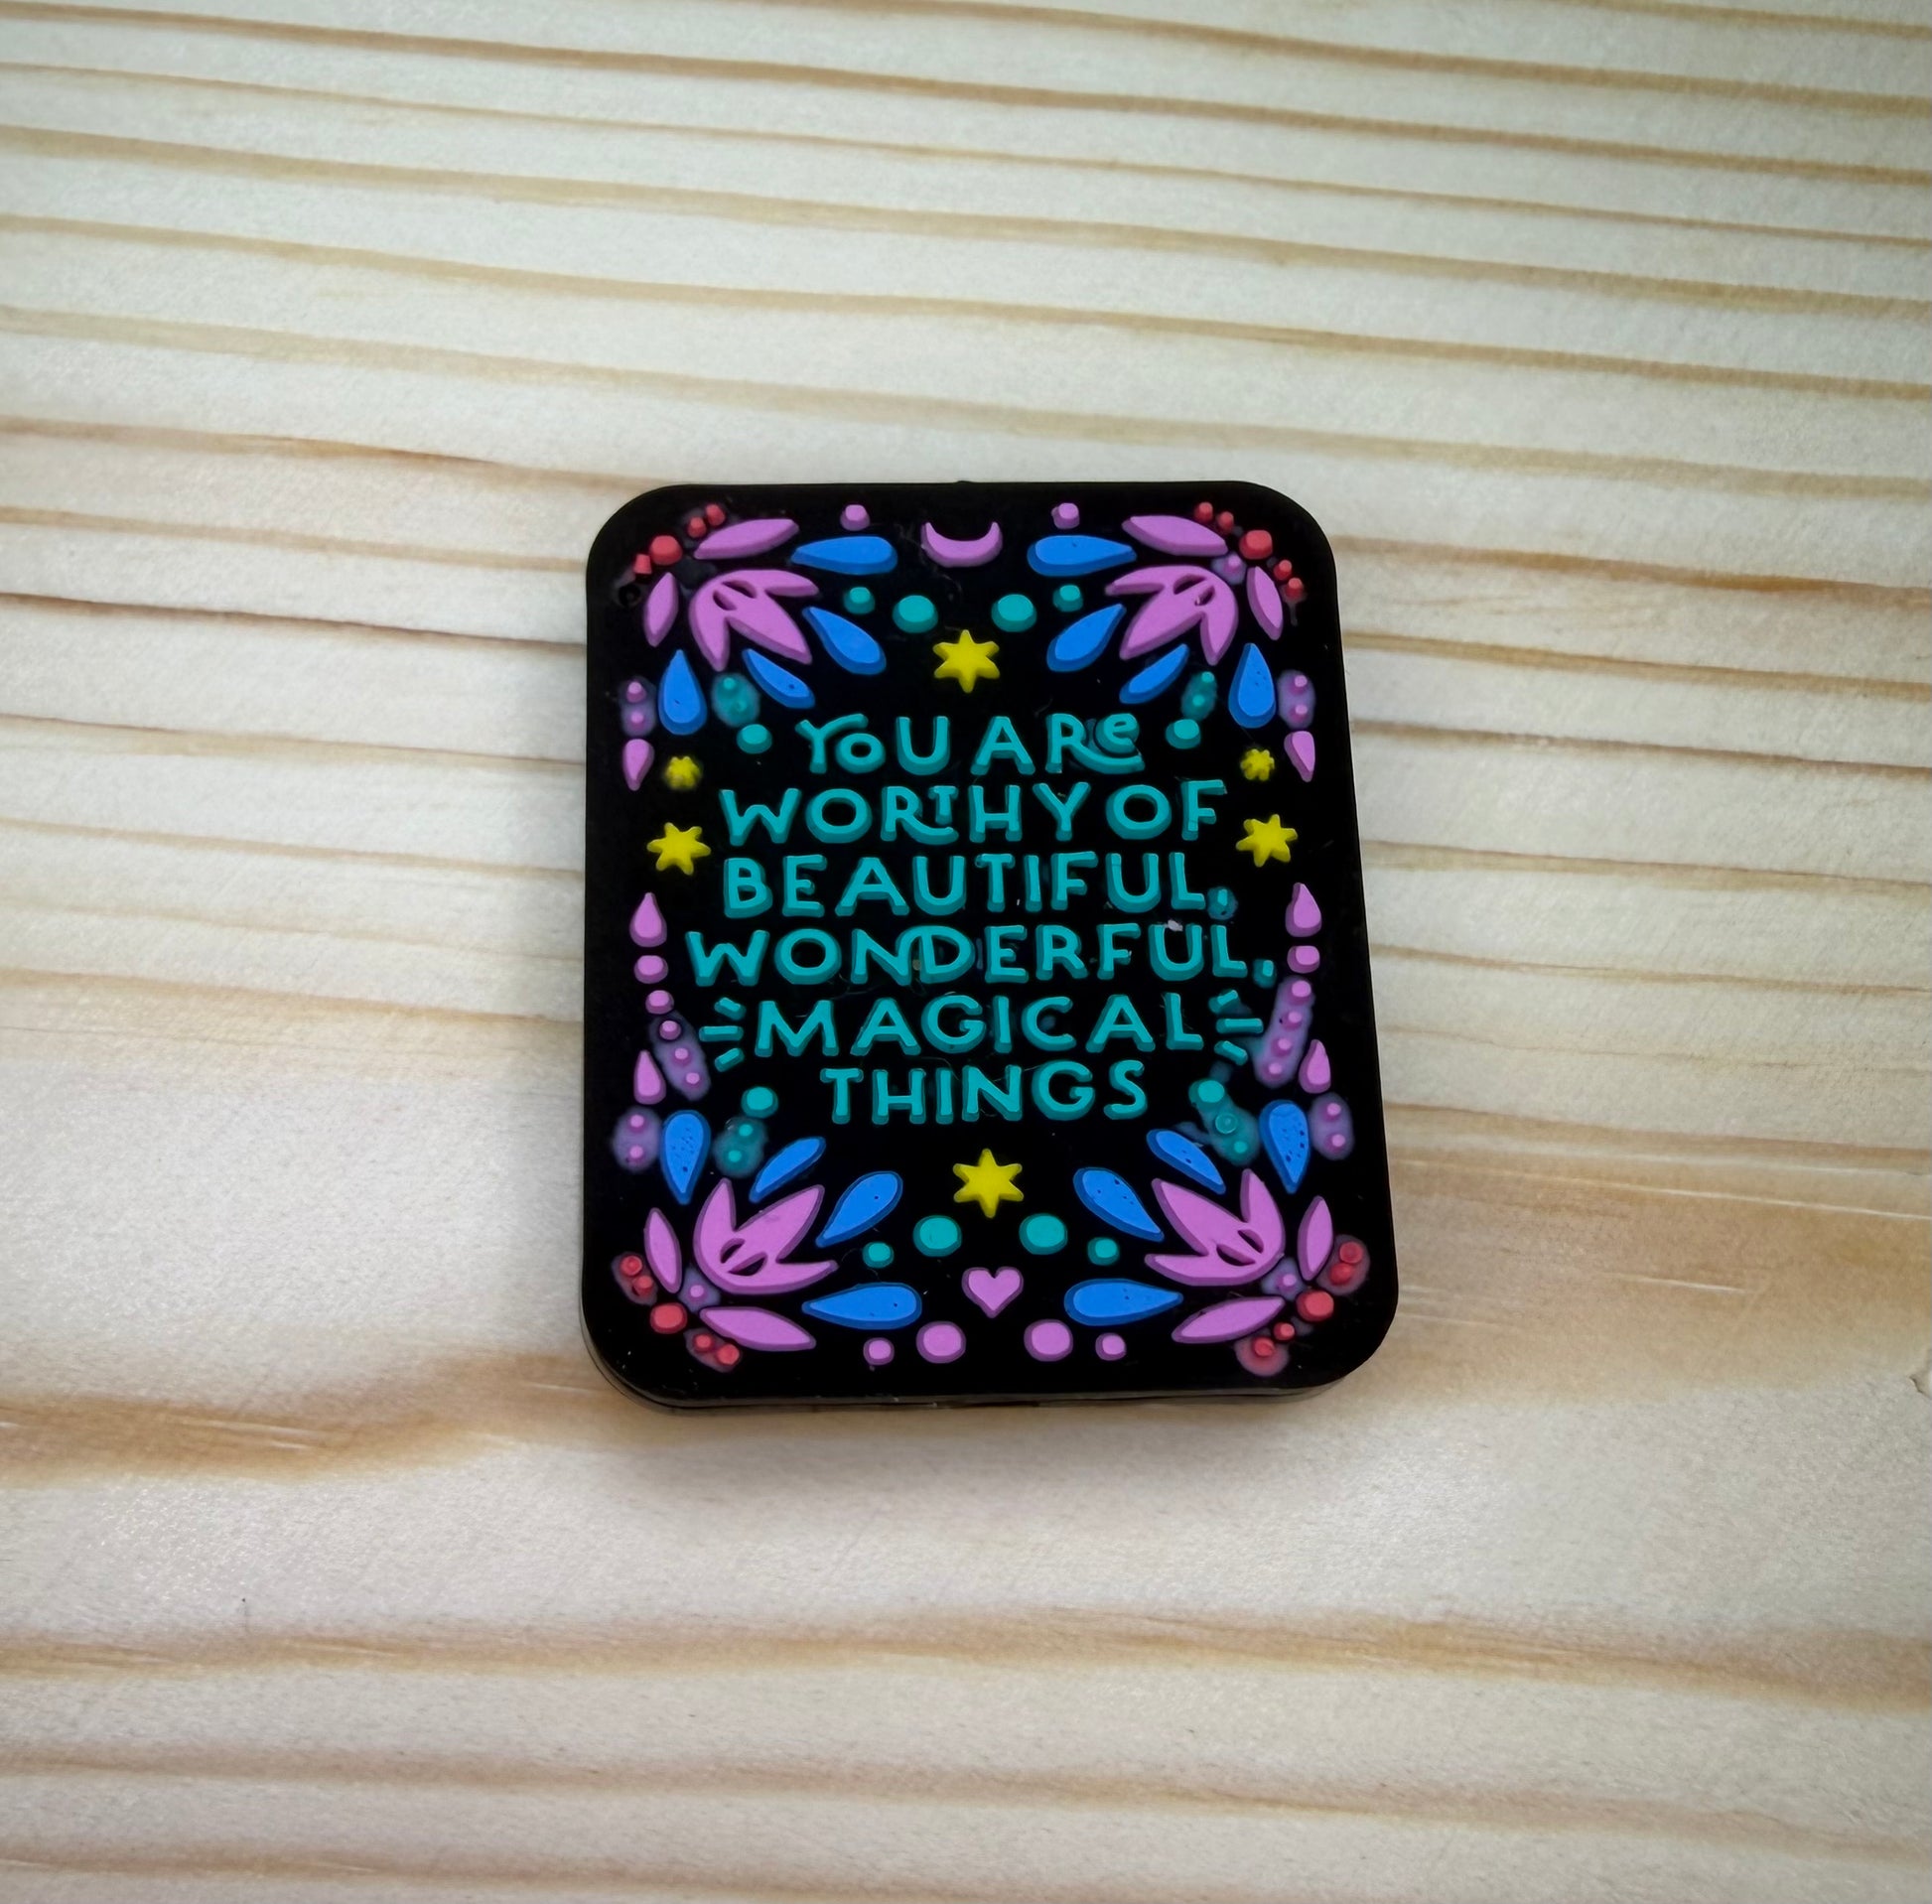 YOU ARe
WORTHY OF
BEAUTIFUL,
WONDERFUL,
MAGICAL
THINGS